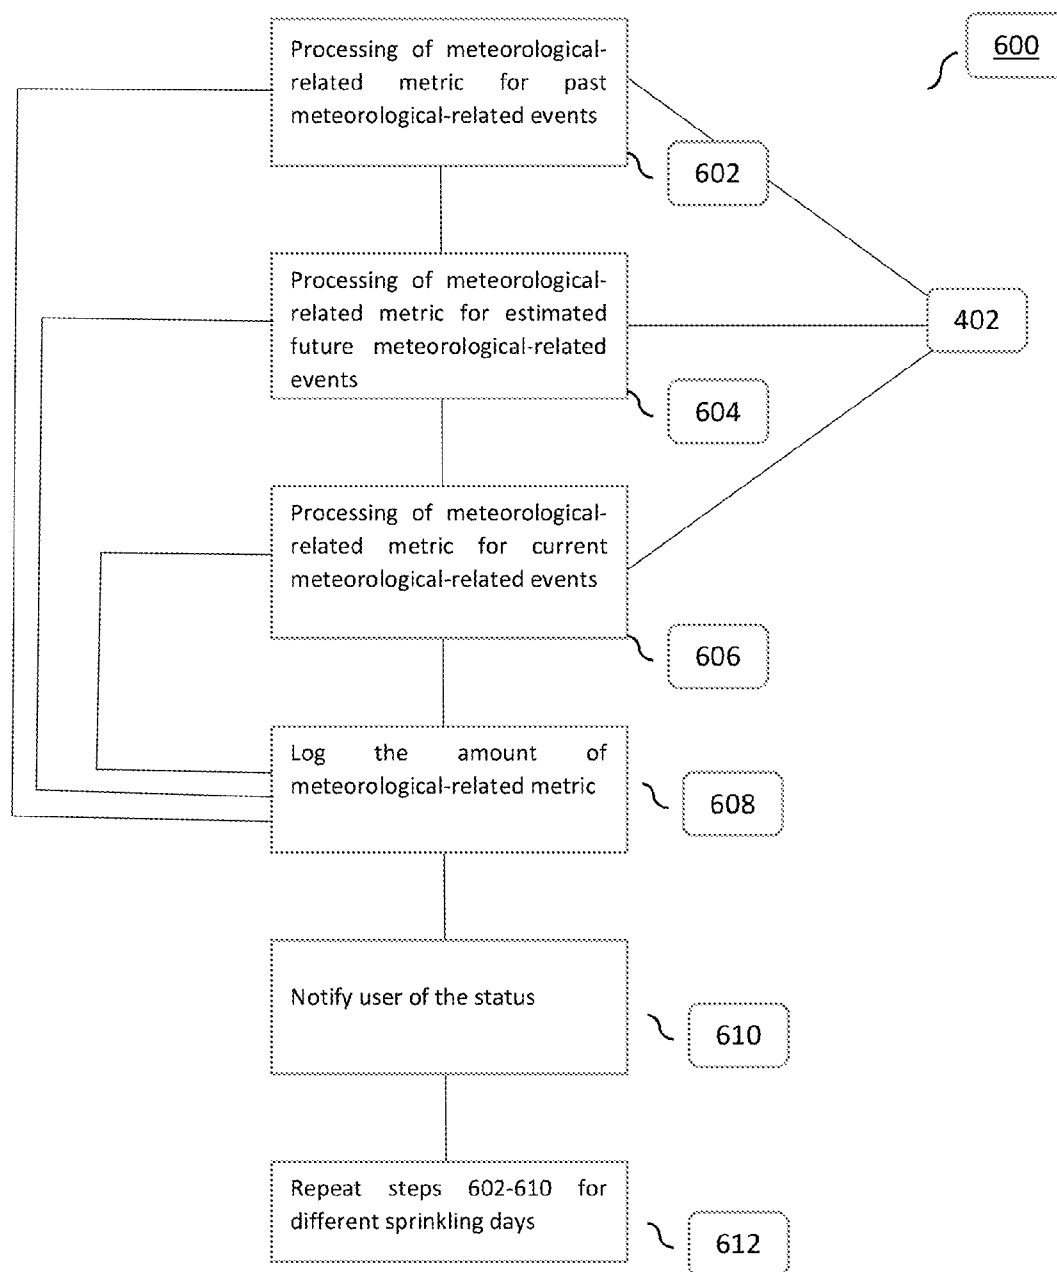 600
Processing of meteorological-
related metric for past
meteorological-related events
602
Processing of meteorological-
related metric for estimated
future meteorological-related
events
402
604
Processing of meteorological-
related metric for current
meteorological-related events
606
Log the amount of
meteorological-related metric
608
Notify user of the status
610
Repeat steps 602-610 for
different sprinkling days
612